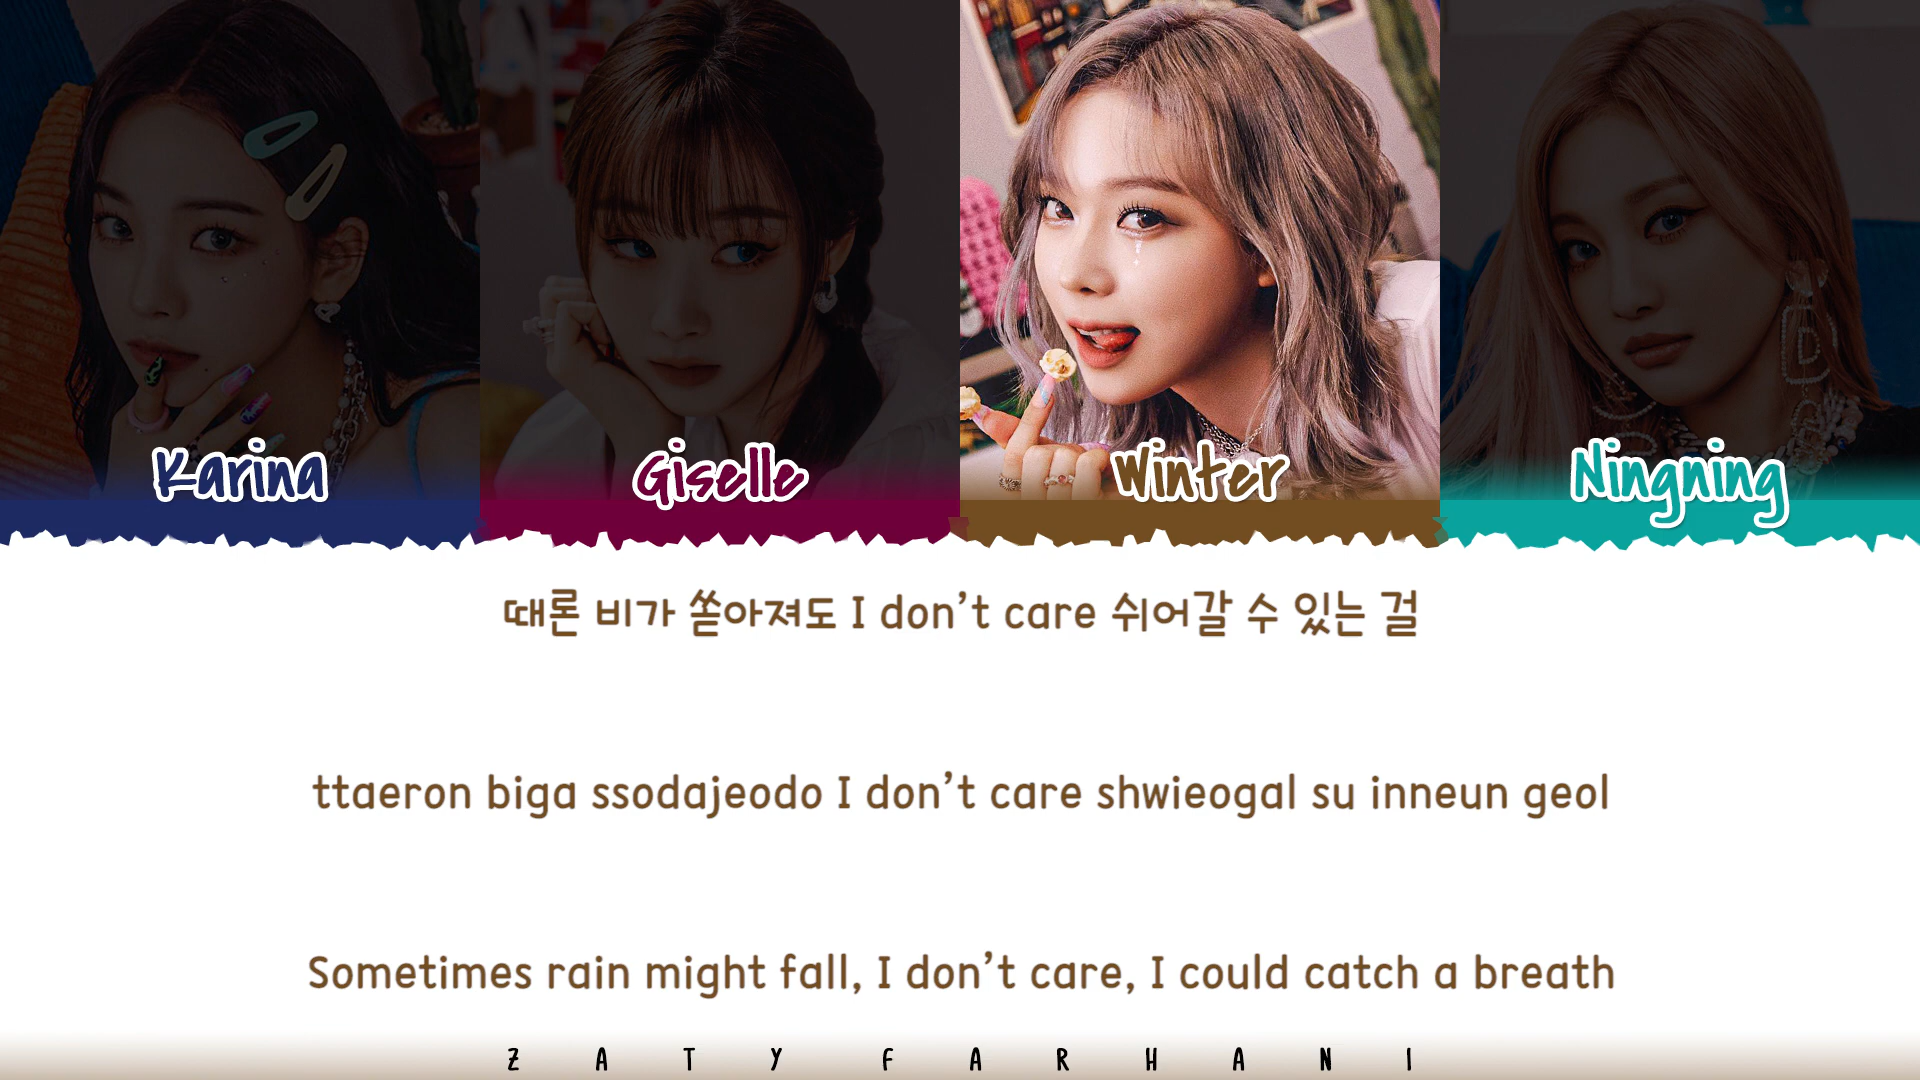 Karina Giselle Winter Ningning
때론 비가 쏟아져도 I don't care 쉬어갈 수 있는 걸
ttaeron biga ssodajeodo I don't care shwieogal su inneun geol
Sometimes rain might fall, I don't care, I could catch a breath
ZATY FARHANI